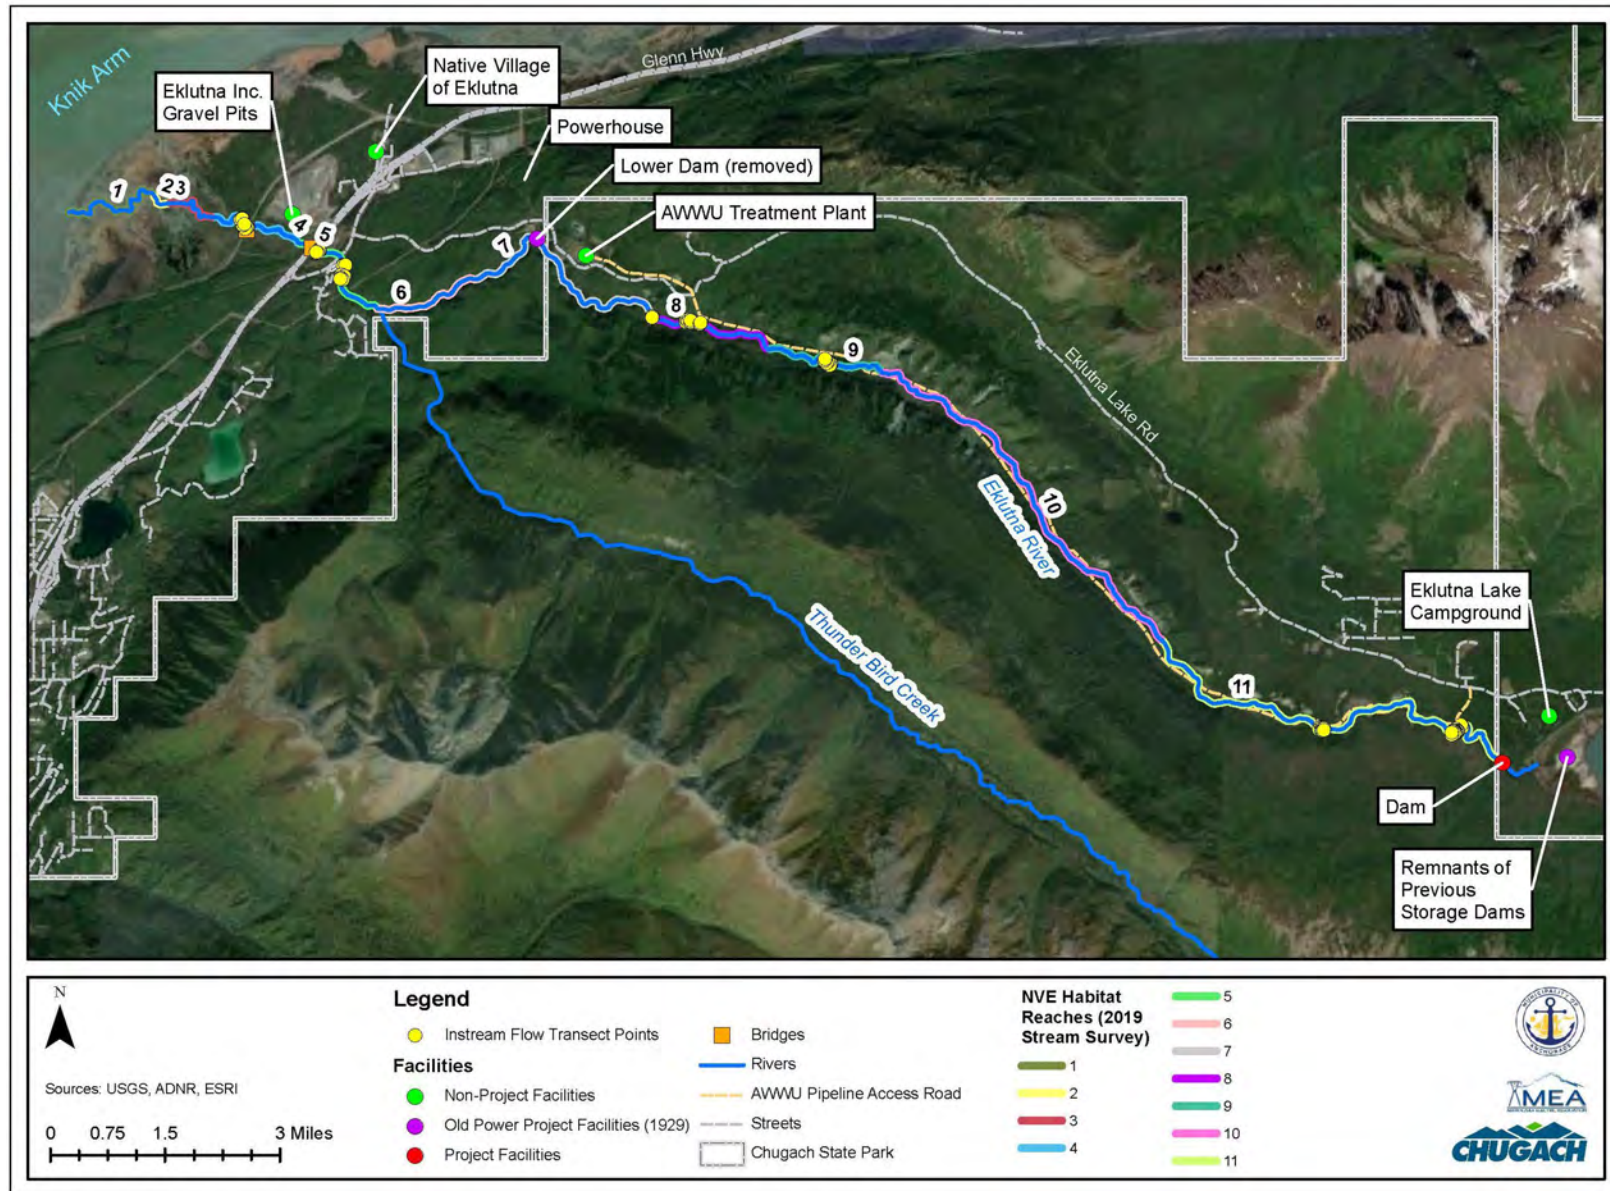 Knik Arm
Glenn Hwy
Native Village
of Eklutna
Eklutna Inc.
Gravel Pits
Powerhouse
Lower Dam (removed)
AWWU Treatment Plant
1
2
3
4
5
6
7
8
9
10
11
Eklutna Lake Rd
Eklutna River
Thunder Bird Creek
Eklutna Lake
Campground
Dam
Remnants of
Previous
Storage Dams
N
Sources: USGS, ADNR, ESRI
0 0.75 1.5 3 Miles
Legend
Instream Flow Transect Points
Facilities
Non-Project Facilities
Old Power Project Facilities (1929)
Project Facilities
Bridges
Rivers
AWWU Pipeline Access Road
Streets
Chugach State Park
NVE Habitat
Reaches (2019
Stream Survey)
1
2
3
4
5
6
7
8
9
10
11
MUNICIPALITY OF
ANCHORAGE
MEA
CHUGACH